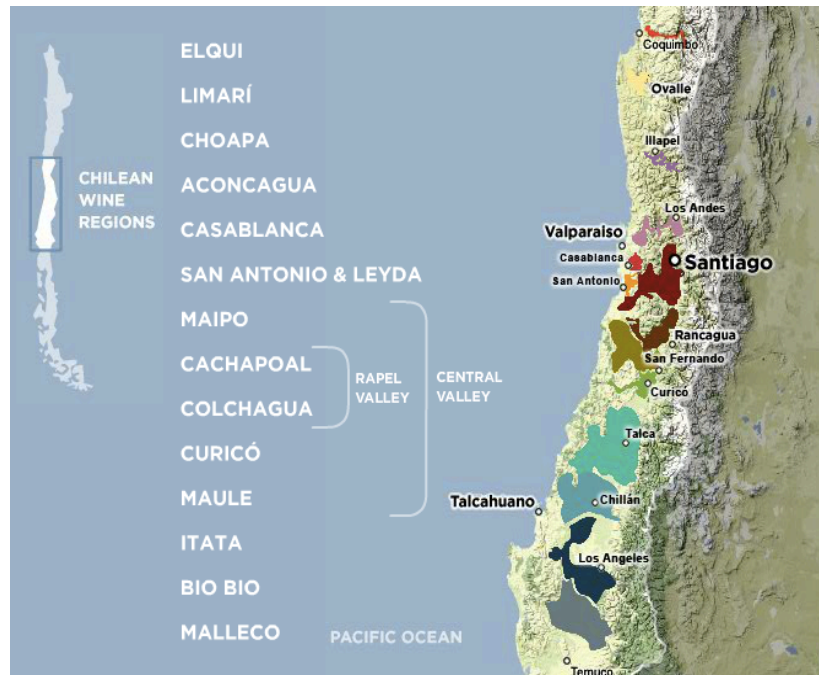 CHILEAN
WINE
REGIONS
ELQUI
LIMARÍ
CHOAPA
ACONCAGUA
CASABLANCA
SAN ANTONIO & LEYDA
MAIPO
CACHAPOAL
COLCHAGUA
CURICÓ
MAULE
ITATA
BIO BIO
MALLECO
RAPEL
VALLEY
CENTRAL
VALLEY
PACIFIC OCEAN
Coquimbo
Ovalle
Illapel
Los Andes
Valparaiso
Casablanca
Santiago
San Antonio
Rancagua
San Fernando
Curicó
Talca
Talcahuano
Chillán
Los Angeles
Temuco